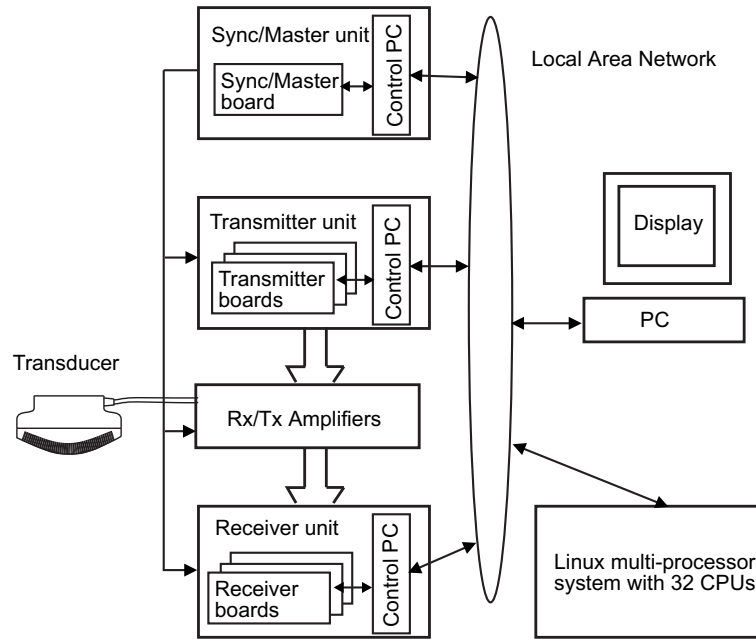 Sync/Master unit
Sync/Master
board
Control PC
Local Area Network
Transmitter unit
Transmitter
boards
Control PC
Display
PC
Transducer
Rx/Tx Amplifiers
Receiver unit
Receiver
boards
Control PC
Linux multi-processor
system with 32 CPUs